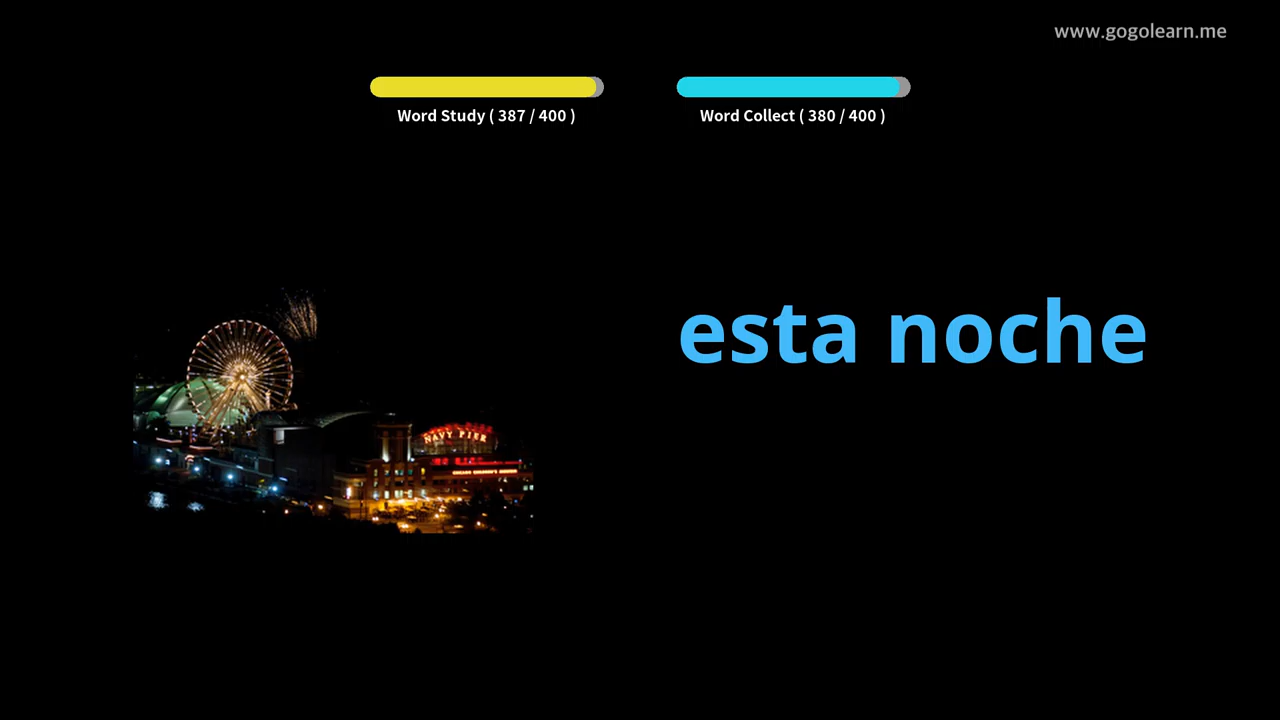 www.gogolearn.me
Word Study ( 387 / 400 )
Word Collect ( 380 / 400 )
esta noche
NAVY PIER